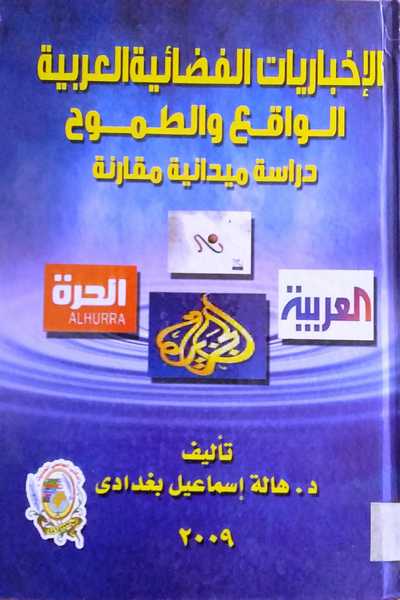 الإخباريات الفضائية العربية
الواقع والطموح
دراسة ميدانية مقارنة
الحرة
ALHURRA
العربية
الجزيرة
تأليف
د. هالة إسماعيل بغدادى
٢٠٠٩